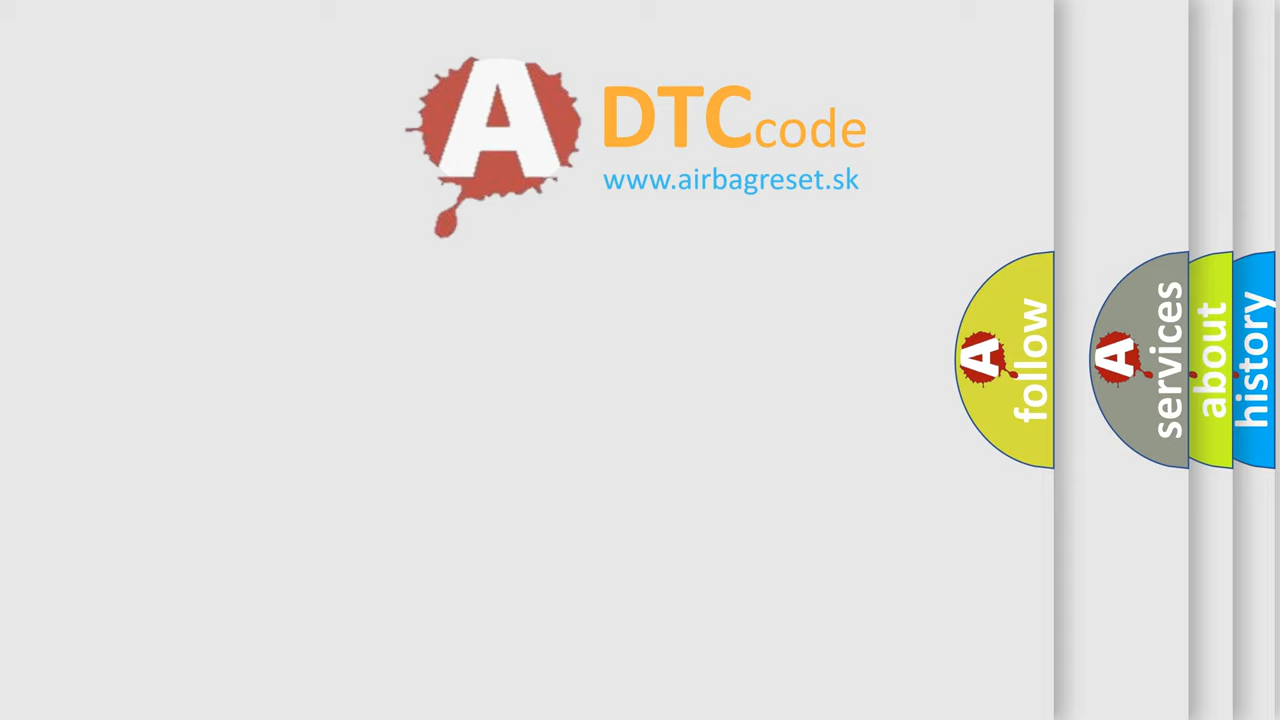 A
DTCcode
www.airbagreset.sk
A
follow
A
services
about
history